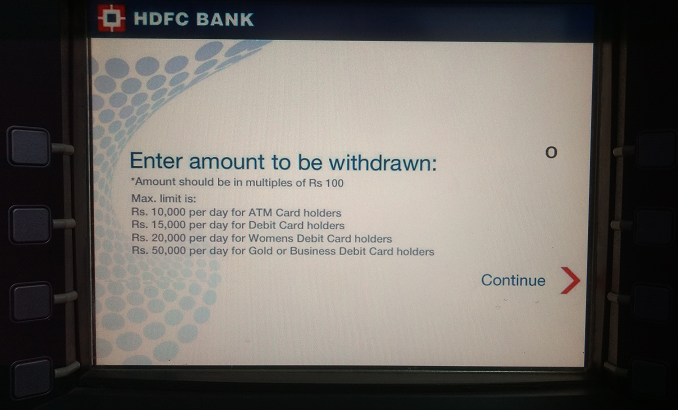 HDFC BANK
Enter amount to be withdrawn:
0
*Amount should be in multiples of Rs 100
Max. limit is:
Rs. 10,000 per day for ATM Card holders
Rs. 15,000 per day for Debit Card holders
Rs. 20,000 per day for Womens Debit Card holders
Rs. 50,000 per day for Gold or Business Debit Card holders
Continue